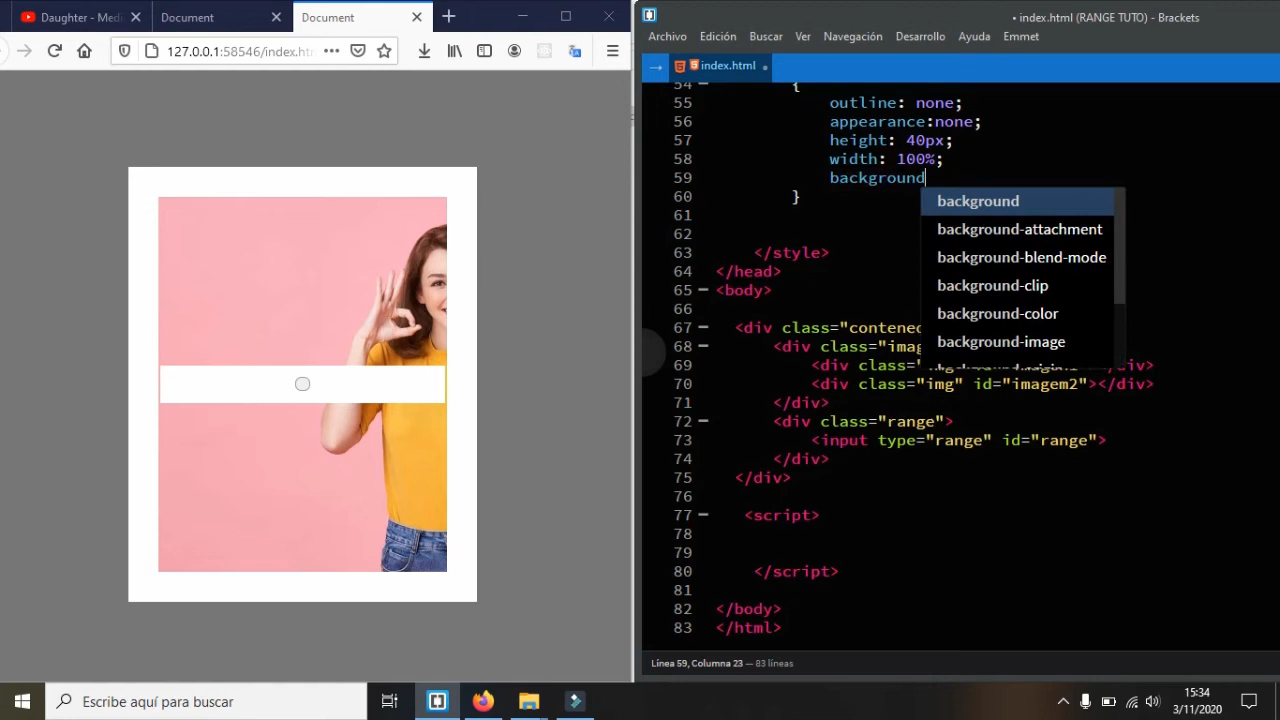 Daughter - Medi
Document
Document
127.0.0.1:58546/index.htm
• index.html (RANGE TUTO) - Brackets
Archivo Edición Buscar Ver Navegación Desarrollo Ayuda Emmet
index.html
54 {
55 outline: none;
56 appearance:none;
57 height: 40px;
58 width: 100%;
59 background
60 }
61
62
63 </style>
64 </head>
65 <body>
66
67 <div class="conteneo
68 <div class="imag
69 <div </div>
70 <div class="img" id="imagem2"></div>
71 </div>
72 <div class="range">
73 <input type="range" id="range">
74 </div>
75 </div>
76
77 <script>
78
79
80 </script>
81
82 </body>
83 </html>
background
background-attachment
background-blend-mode
background-clip
background-color
background-image
Línea 59, Columna 23 — 83 líneas
Escribe aquí para buscar
15:34
3/11/2020